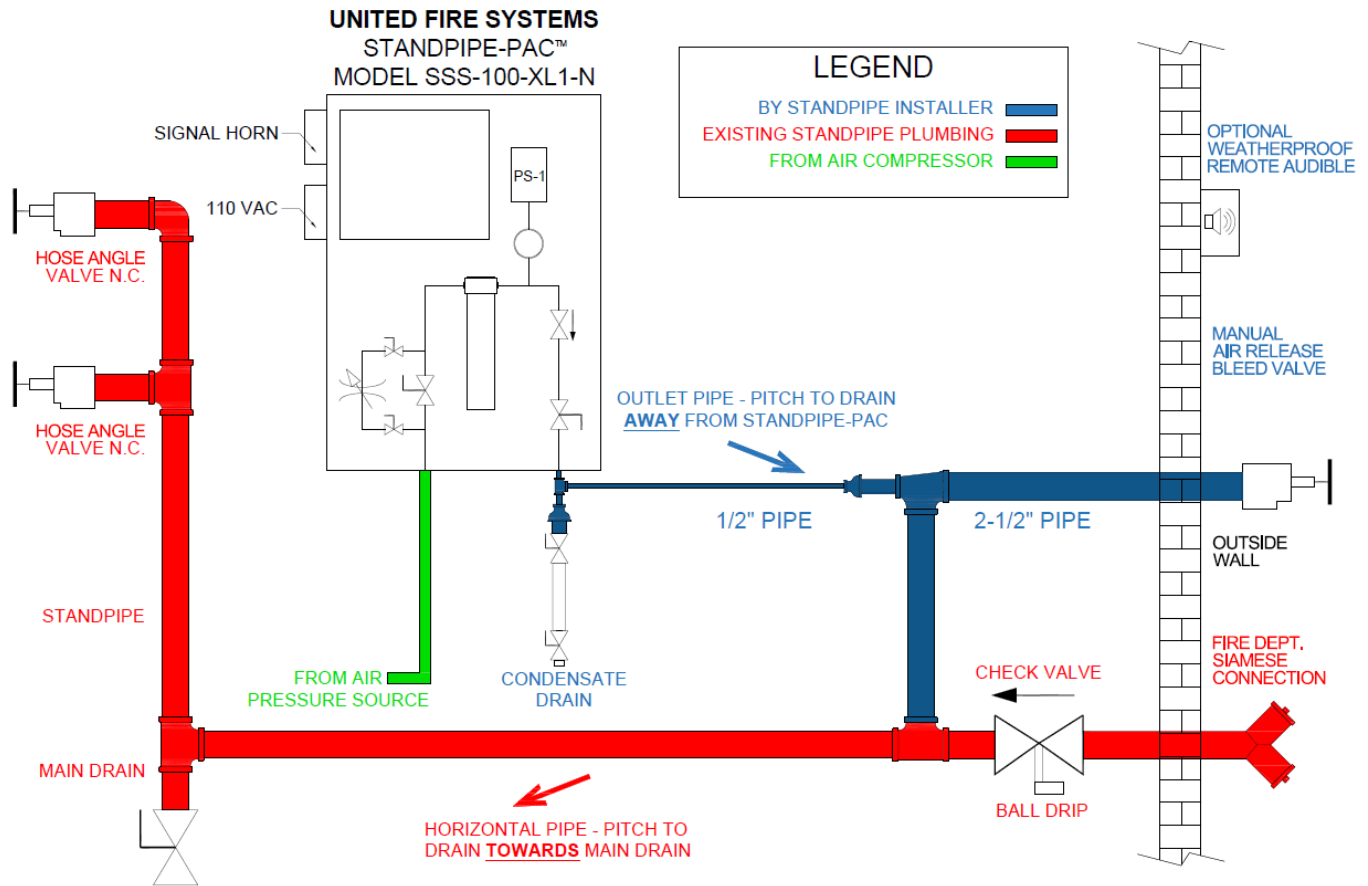 UNITED FIRE SYSTEMS
STANDPIPE-PAC™
MODEL SSS-100-XL1-N
LEGEND
BY STANDPIPE INSTALLER
EXISTING STANDPIPE PLUMBING
FROM AIR COMPRESSOR
SIGNAL HORN
110 VAC
PS-1
OPTIONAL
WEATHERPROOF
REMOTE AUDIBLE
HOSE ANGLE
VALVE N.C.
MANUAL
AIR RELEASE
BLEED VALVE
HOSE ANGLE
VALVE N.C.
OUTLET PIPE - PITCH TO DRAIN
AWAY FROM STANDPIPE-PAC
1/2" PIPE
2-1/2" PIPE
OUTSIDE
WALL
STANDPIPE
FROM AIR
PRESSURE SOURCE
CONDENSATE
DRAIN
CHECK VALVE
FIRE DEPT.
SIAMESE
CONNECTION
MAIN DRAIN
BALL DRIP
HORIZONTAL PIPE - PITCH TO
DRAIN TOWARDS MAIN DRAIN